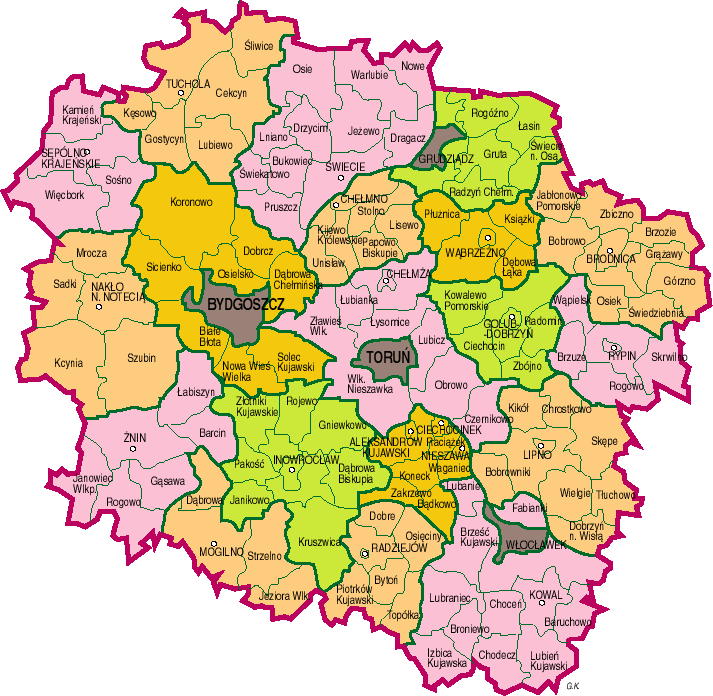 Śliwice
TUCHOLA
Cekcyn
Kęsowo
Gostycyn
Lubiewo
Osie
Warlubie
Nowe
Lniano
Drzycim
Jeżewo
Dragacz
Bukowiec
Świekatowo
ŚWIECIE
Pruszcz
Kamień
Krajeński
SĘPÓLNO
KRAJEŃSKIE
Sośno
Więcbork
Rogóźno
Łasin
GRUDZIĄDZ
Gruta
Świecie
n. Osą
Radzyń Chełm.
CHEŁMNO
Stolno
Lisewo
Kijewo
Królewskie
Papowo
Biskupie
Unisław
Płużnica
Książki
WĄBRZEŹNO
Dębowa
Łąka
Jabłonowo
Pomorskie
Zbiczno
Bobrowo
Brzozie
Grążawy
BRODNICA
Górzno
Osiek
Świedziebnia
Koronowo
Dobrcz
Sicienko
Osielsko
Dąbrowa
Chełmińska
BYDGOSZCZ
Białe
Błota
Nowa Wieś
Wielka
Solec
Kujawski
Mrocza
Sadki
NAKŁO
N. NOTECIĄ
Kcynia
Szubin
CHEŁMŻA
Łubianka
Zławieś
Wlk.
Łysomice
Lubicz
TORUŃ
Wlk.
Nieszawka
Obrowo
Czernikowo
Kowalewo
Pomorskie
GOLUB-
-DOBRZYŃ
Radomin
Ciechocin
Zbójno
Wąpielsk
Brzuze
RYPIN
Skrwilno
Rogowo
Łabiszyn
Barcin
ŻNIN
Janowiec
Wlkp.
Gąsawa
Rogowo
Złotniki
Kujawskie
Rojewo
Gniewkowo
Pakość
INOWROCŁAW
Dąbrowa
Biskupia
Janikowo
Kruszwica
ALEKSANDRÓW
KUJAWSKI
CIECHOCINEK
Raciążek
NIESZAWA
Waganiec
Koneck
Zakrzewo
Bądkowo
Kikół
Chrostkowo
Skępe
LIPNO
Bobrowniki
Wielgie
Tłuchowo
Dobrzyń
n. Wisłą
Dąbrowa
MOGILNO
Strzelno
Jeziora Wlk.
Dobre
Osięciny
RADZIEJÓW
Bytoń
Piotrków
Kujawski
Topólka
Lubanie
Fabianki
Brześć
Kujawski
WŁOCŁAWEK
Lubraniec
Choceń
KOWAL
Baruchowo
Broniewo
Izbica
Kujawska
Chodecz
Lubień
Kujawski
G.K